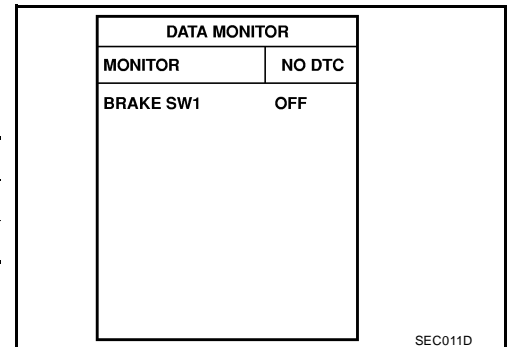 DATA MONITOR
MONITOR NO DTC
BRAKE SW1 OFF
SEC011D